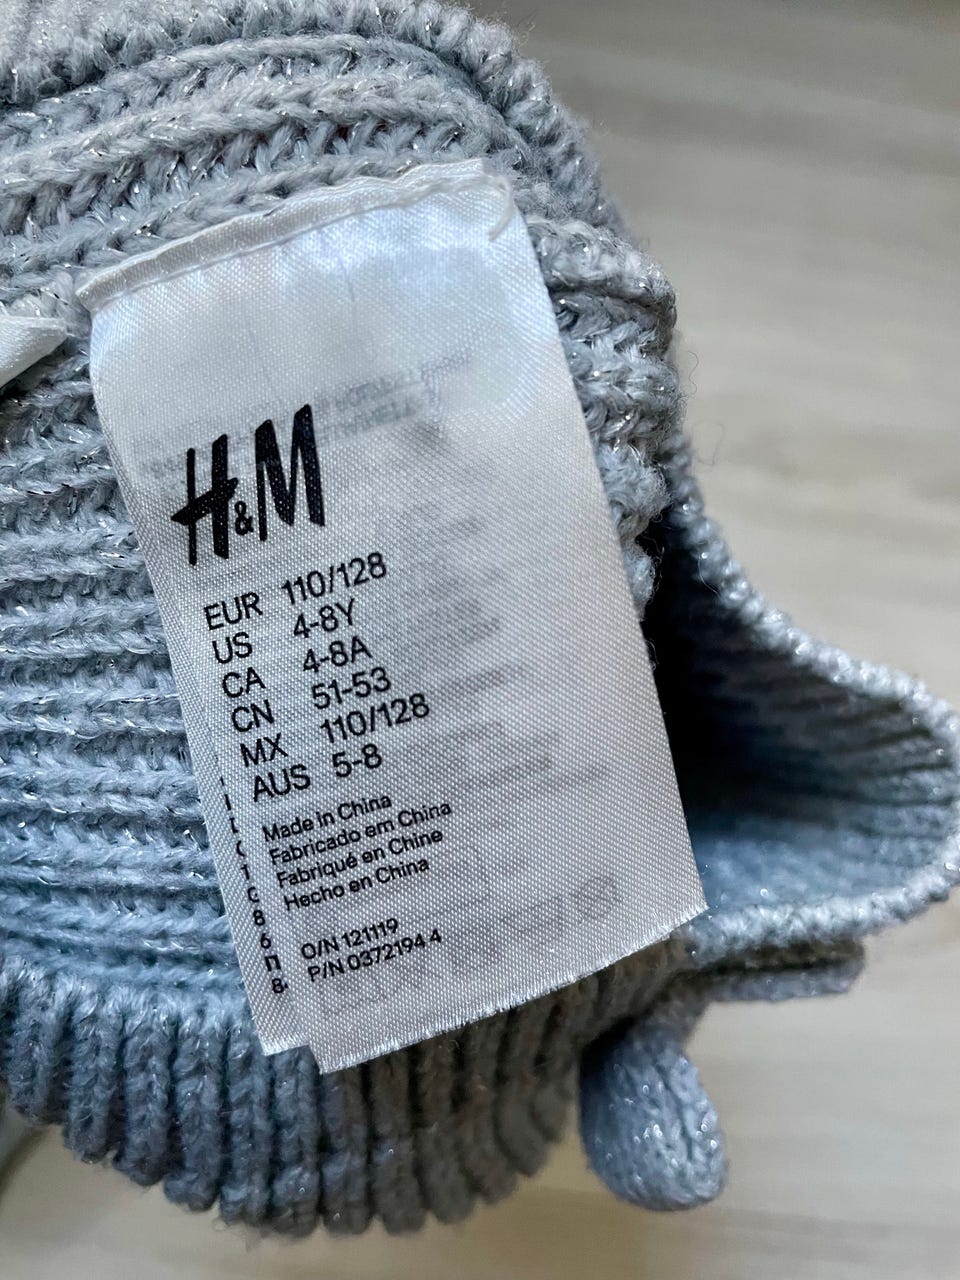 H&M
EUR 110/128
US 4-8Y
CA 4-8A
CN 51-53
MX 110/128
AUS 5-8
Made in China
Fabricado em China
Fabriqué en Chine
Hecho en China
O/N 121119
P/N 0372194 4